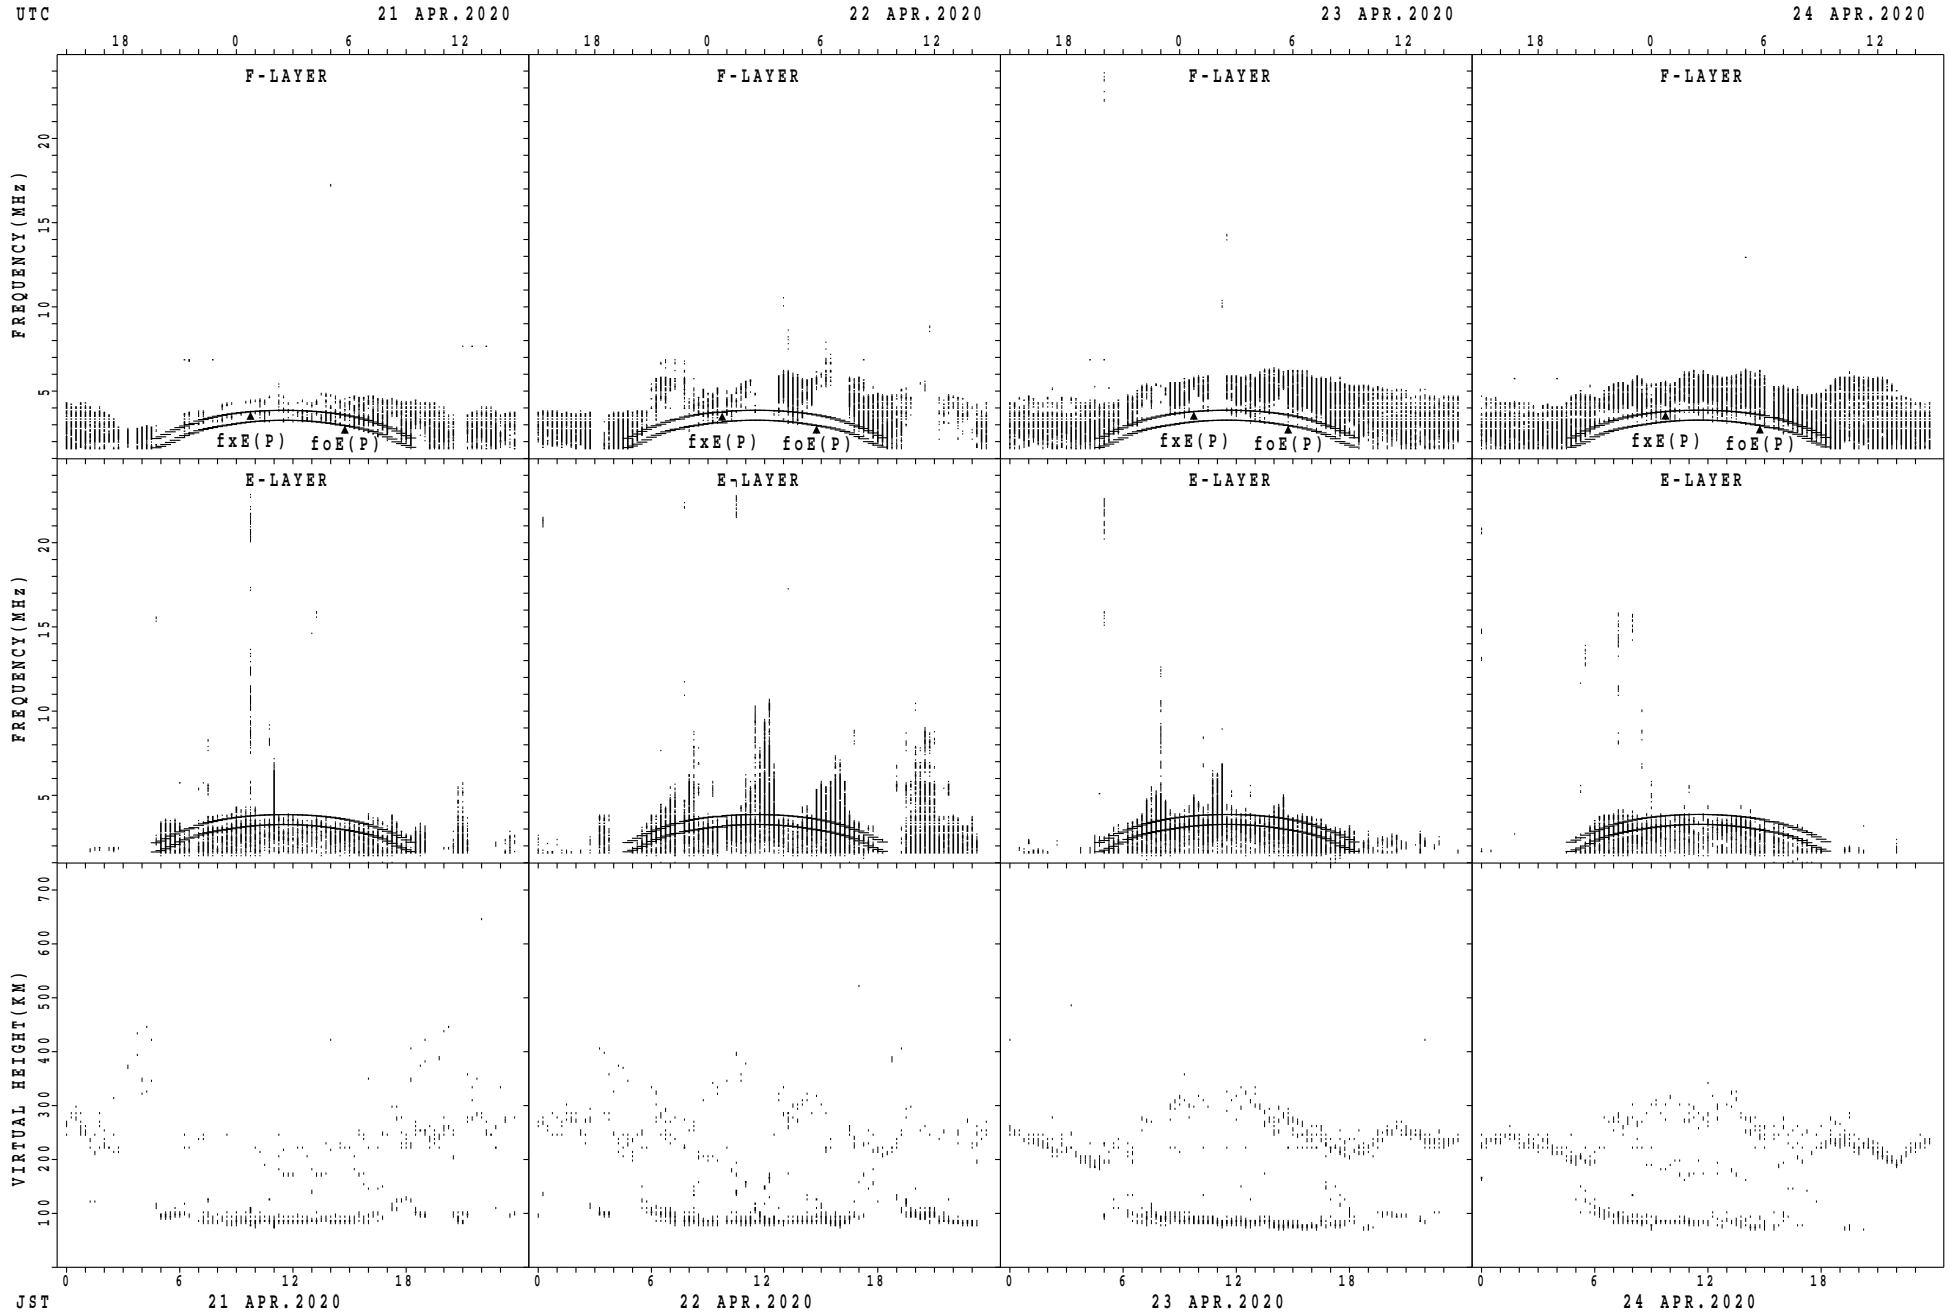 UTC 21 APR.2020 22 APR.2020 23 APR.2020 24 APR.2020
18 0 6 12 18 0 6 12 18 0 6 12 18 0 6 12
F-LAYER F-LAYER F-LAYER F-LAYER
FREQUENCY(MHz)
20
15
10
5
fxE(P) foE(P) fxE(P) foE(P) fxE(P) foE(P) fxE(P) foE(P)
E-LAYER E-LAYER E-LAYER E-LAYER
FREQUENCY(MHz)
20
15
10
5
VIRTUAL HEIGHT(KM)
700
600
500
400
300
200
100
0 6 12 18 0 6 12 18 0 6 12 18 0 6 12 18
JST 21 APR.2020 22 APR.2020 23 APR.2020 24 APR.2020